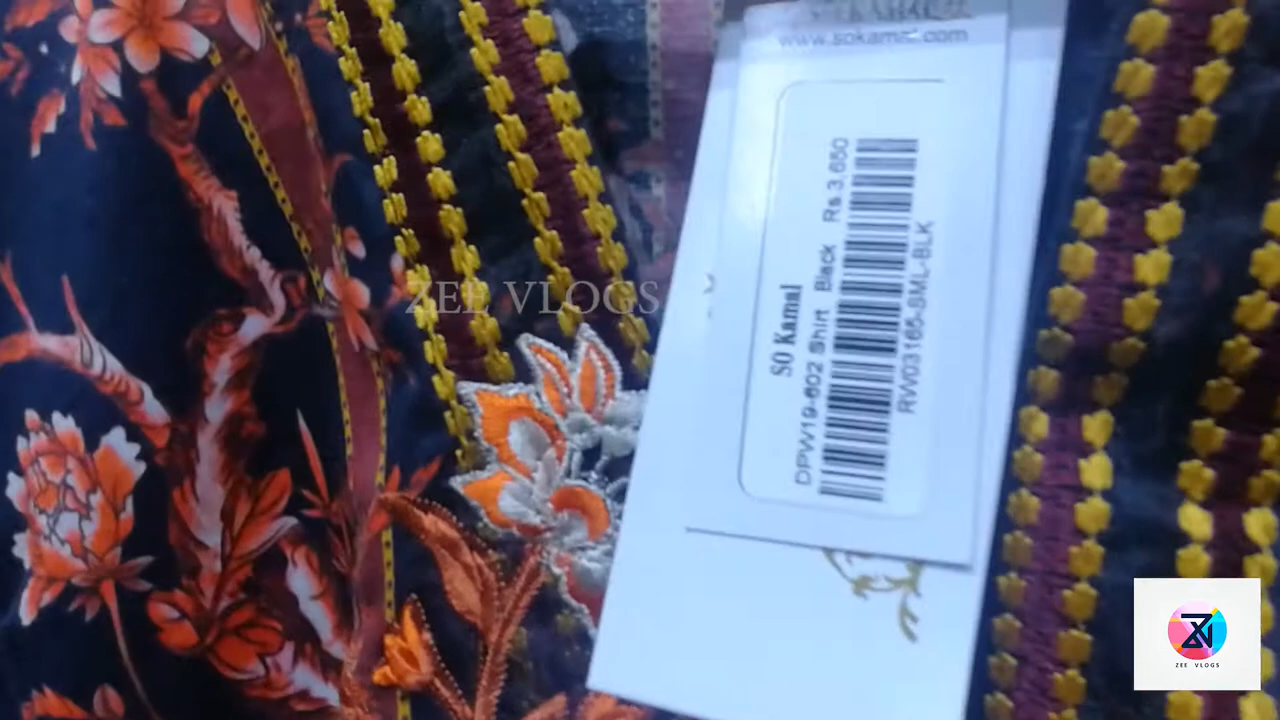 www.sokamal.com
SO Kamal
DPW19-602 Shirt Black Rs.3,650
RW03165-SML-BLK
ZEE VLOGS
ZEE VLOGS